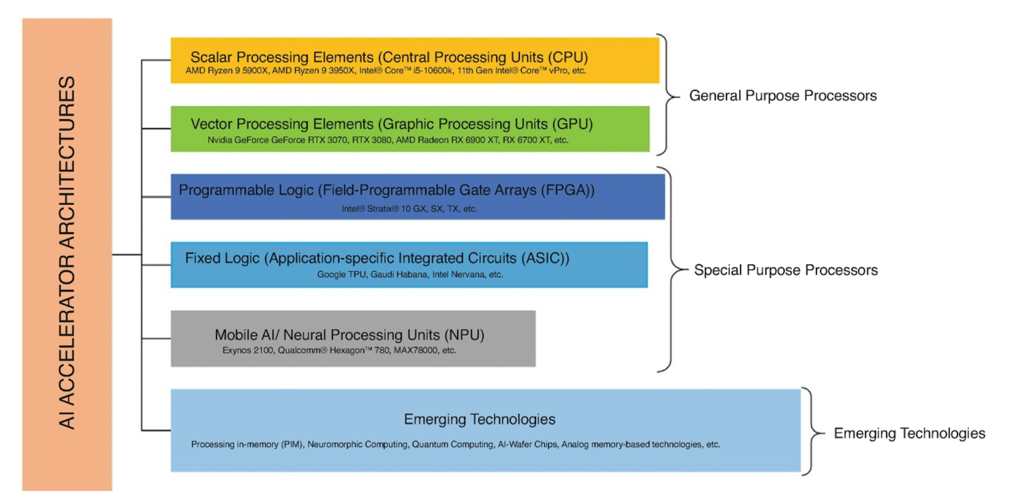 AI ACCELERATOR ARCHITECTURES
Scalar Processing Elements (Central Processing Units (CPU)
AMD Ryzen 9 5900X, AMD Ryzen 9 3950X, Intel® Core™ i5-10600k, 11th Gen Intel® Core™ vPro, etc.
Vector Processing Elements (Graphic Processing Units (GPU)
Nvidia GeForce GeForce RTX 3070, RTX 3080, AMD Radeon RX 6900 XT, RX 6700 XT, etc.
General Purpose Processors
Programmable Logic (Field-Programmable Gate Arrays (FPGA))
Intel® Stratix® 10 GX, SX, TX, etc.
Fixed Logic (Application-specific Integrated Circuits (ASIC))
Google TPU, Gaudi Habana, Intel Nervana, etc.
Mobile AI/ Neural Processing Units (NPU)
Exynos 2100, Qualcomm® Hexagon™ 780, MAX78000, etc.
Special Purpose Processors
Emerging Technologies
Processing in-memory (PIM), Neuromorphic Computing, Quantum Computing, AI-Wafer Chips, Analog memory-based technologies, etc.
Emerging Technologies